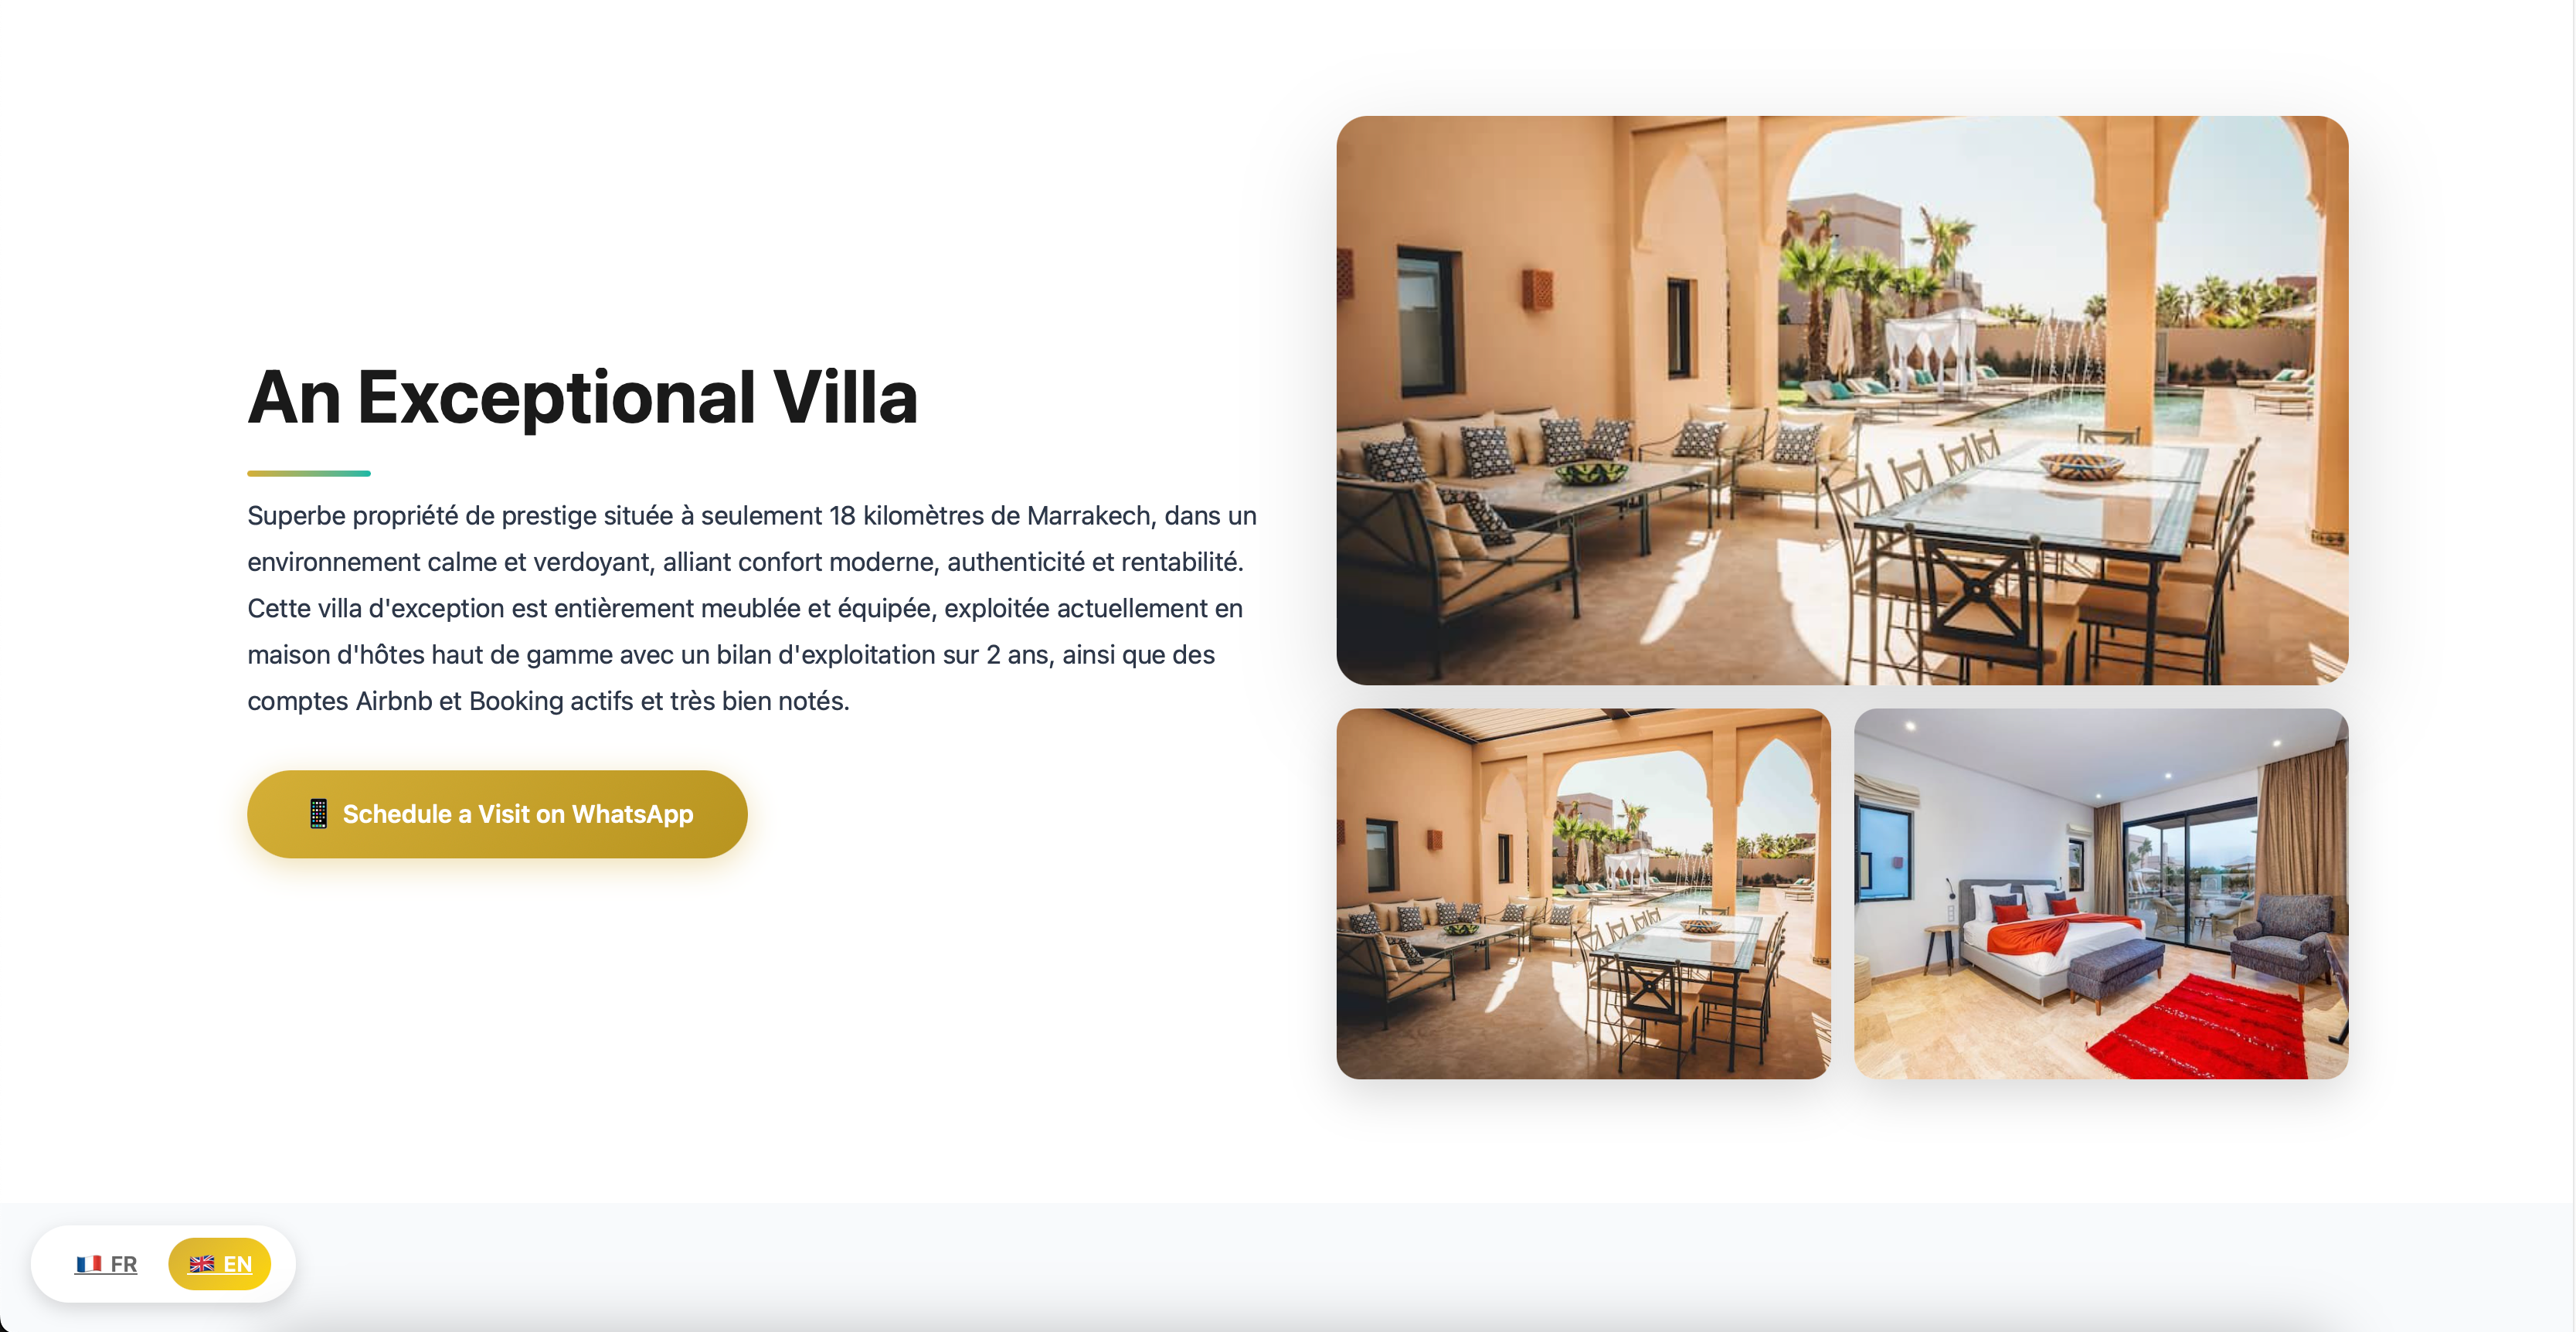 An Exceptional Villa
Superbe propriété de prestige située à seulement 18 kilomètres de Marrakech, dans un
environnement calme et verdoyant, alliant confort moderne, authenticité et rentabilité.
Cette villa d'exception est entièrement meublée et équipée, exploitée actuellement en
maison d'hôtes haut de gamme avec un bilan d'exploitation sur 2 ans, ainsi que des
comptes Airbnb et Booking actifs et très bien notés.
📱 Schedule a Visit on WhatsApp
🇫🇷 FR 🇬🇧 EN